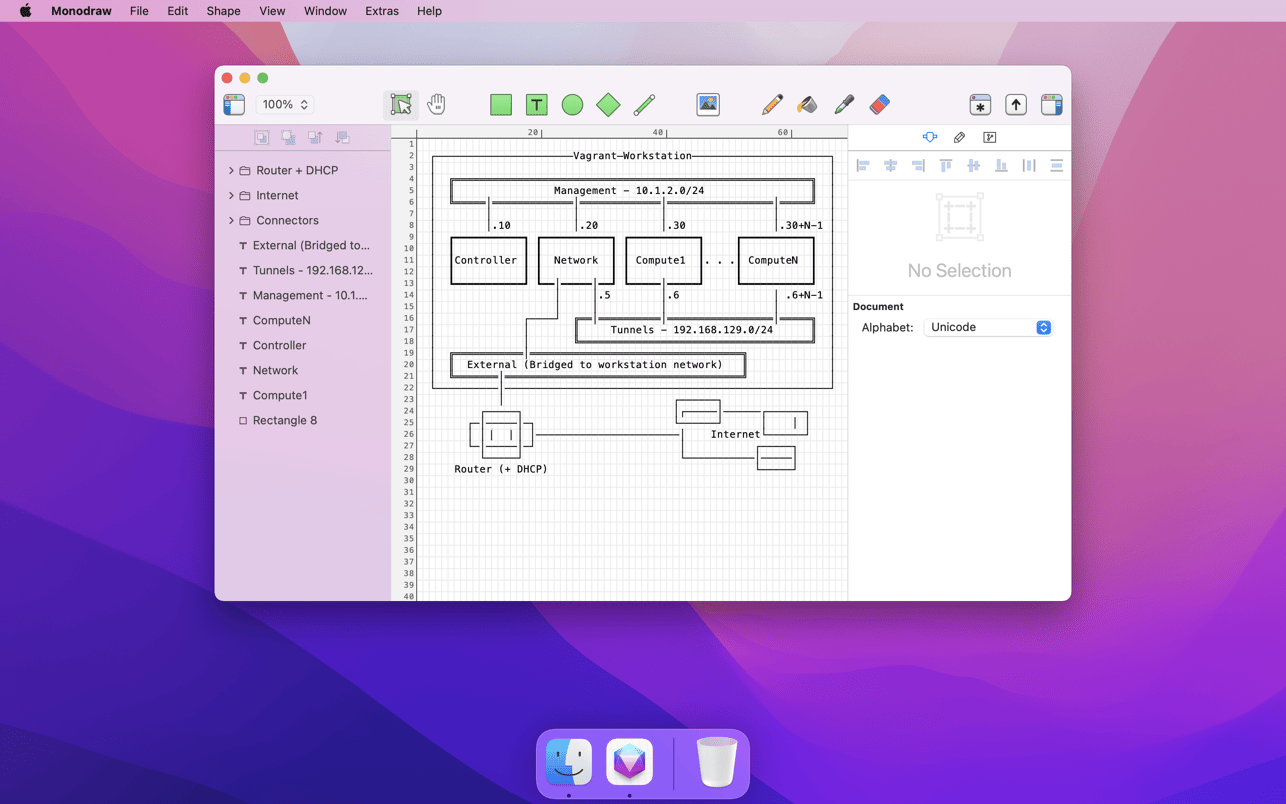 Monodraw File Edit Shape View Window Extras Help
100%
Router + DHCP
Internet
Connectors
External (Bridged to...
Tunnels - 192.168.12...
Management - 10.1....
ComputeN
Controller
Network
Compute1
Rectangle 8
20 40 60
1
2
3
4
5
6
7
8
9
10
11
12
13
14
15
16
17
18
19
20
21
22
23
24
25
26
27
28
29
30
31
32
33
34
35
36
37
38
39
40
Vagrant—Workstation
Management – 10.1.2.0/24
.10 .20 .30 .30+N-1
Controller Network Compute1 . . . ComputeN
.5 .6 .6+N-1
Tunnels – 192.168.129.0/24
External (Bridged to workstation network)
Internet
Router (+ DHCP)
No Selection
Document
Alphabet: Unicode